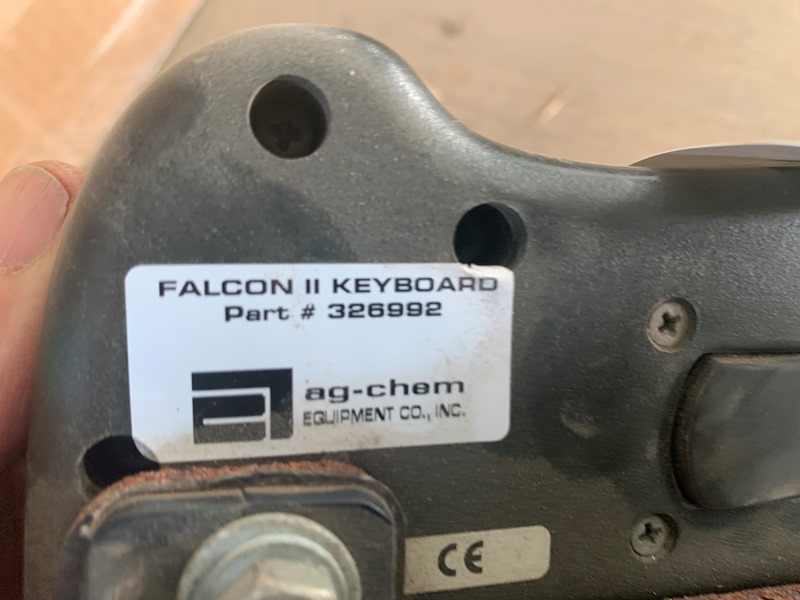 FALCON II KEYBOARD
Part # 326992
ag-chem
EQUIPMENT CO., INC.
CE